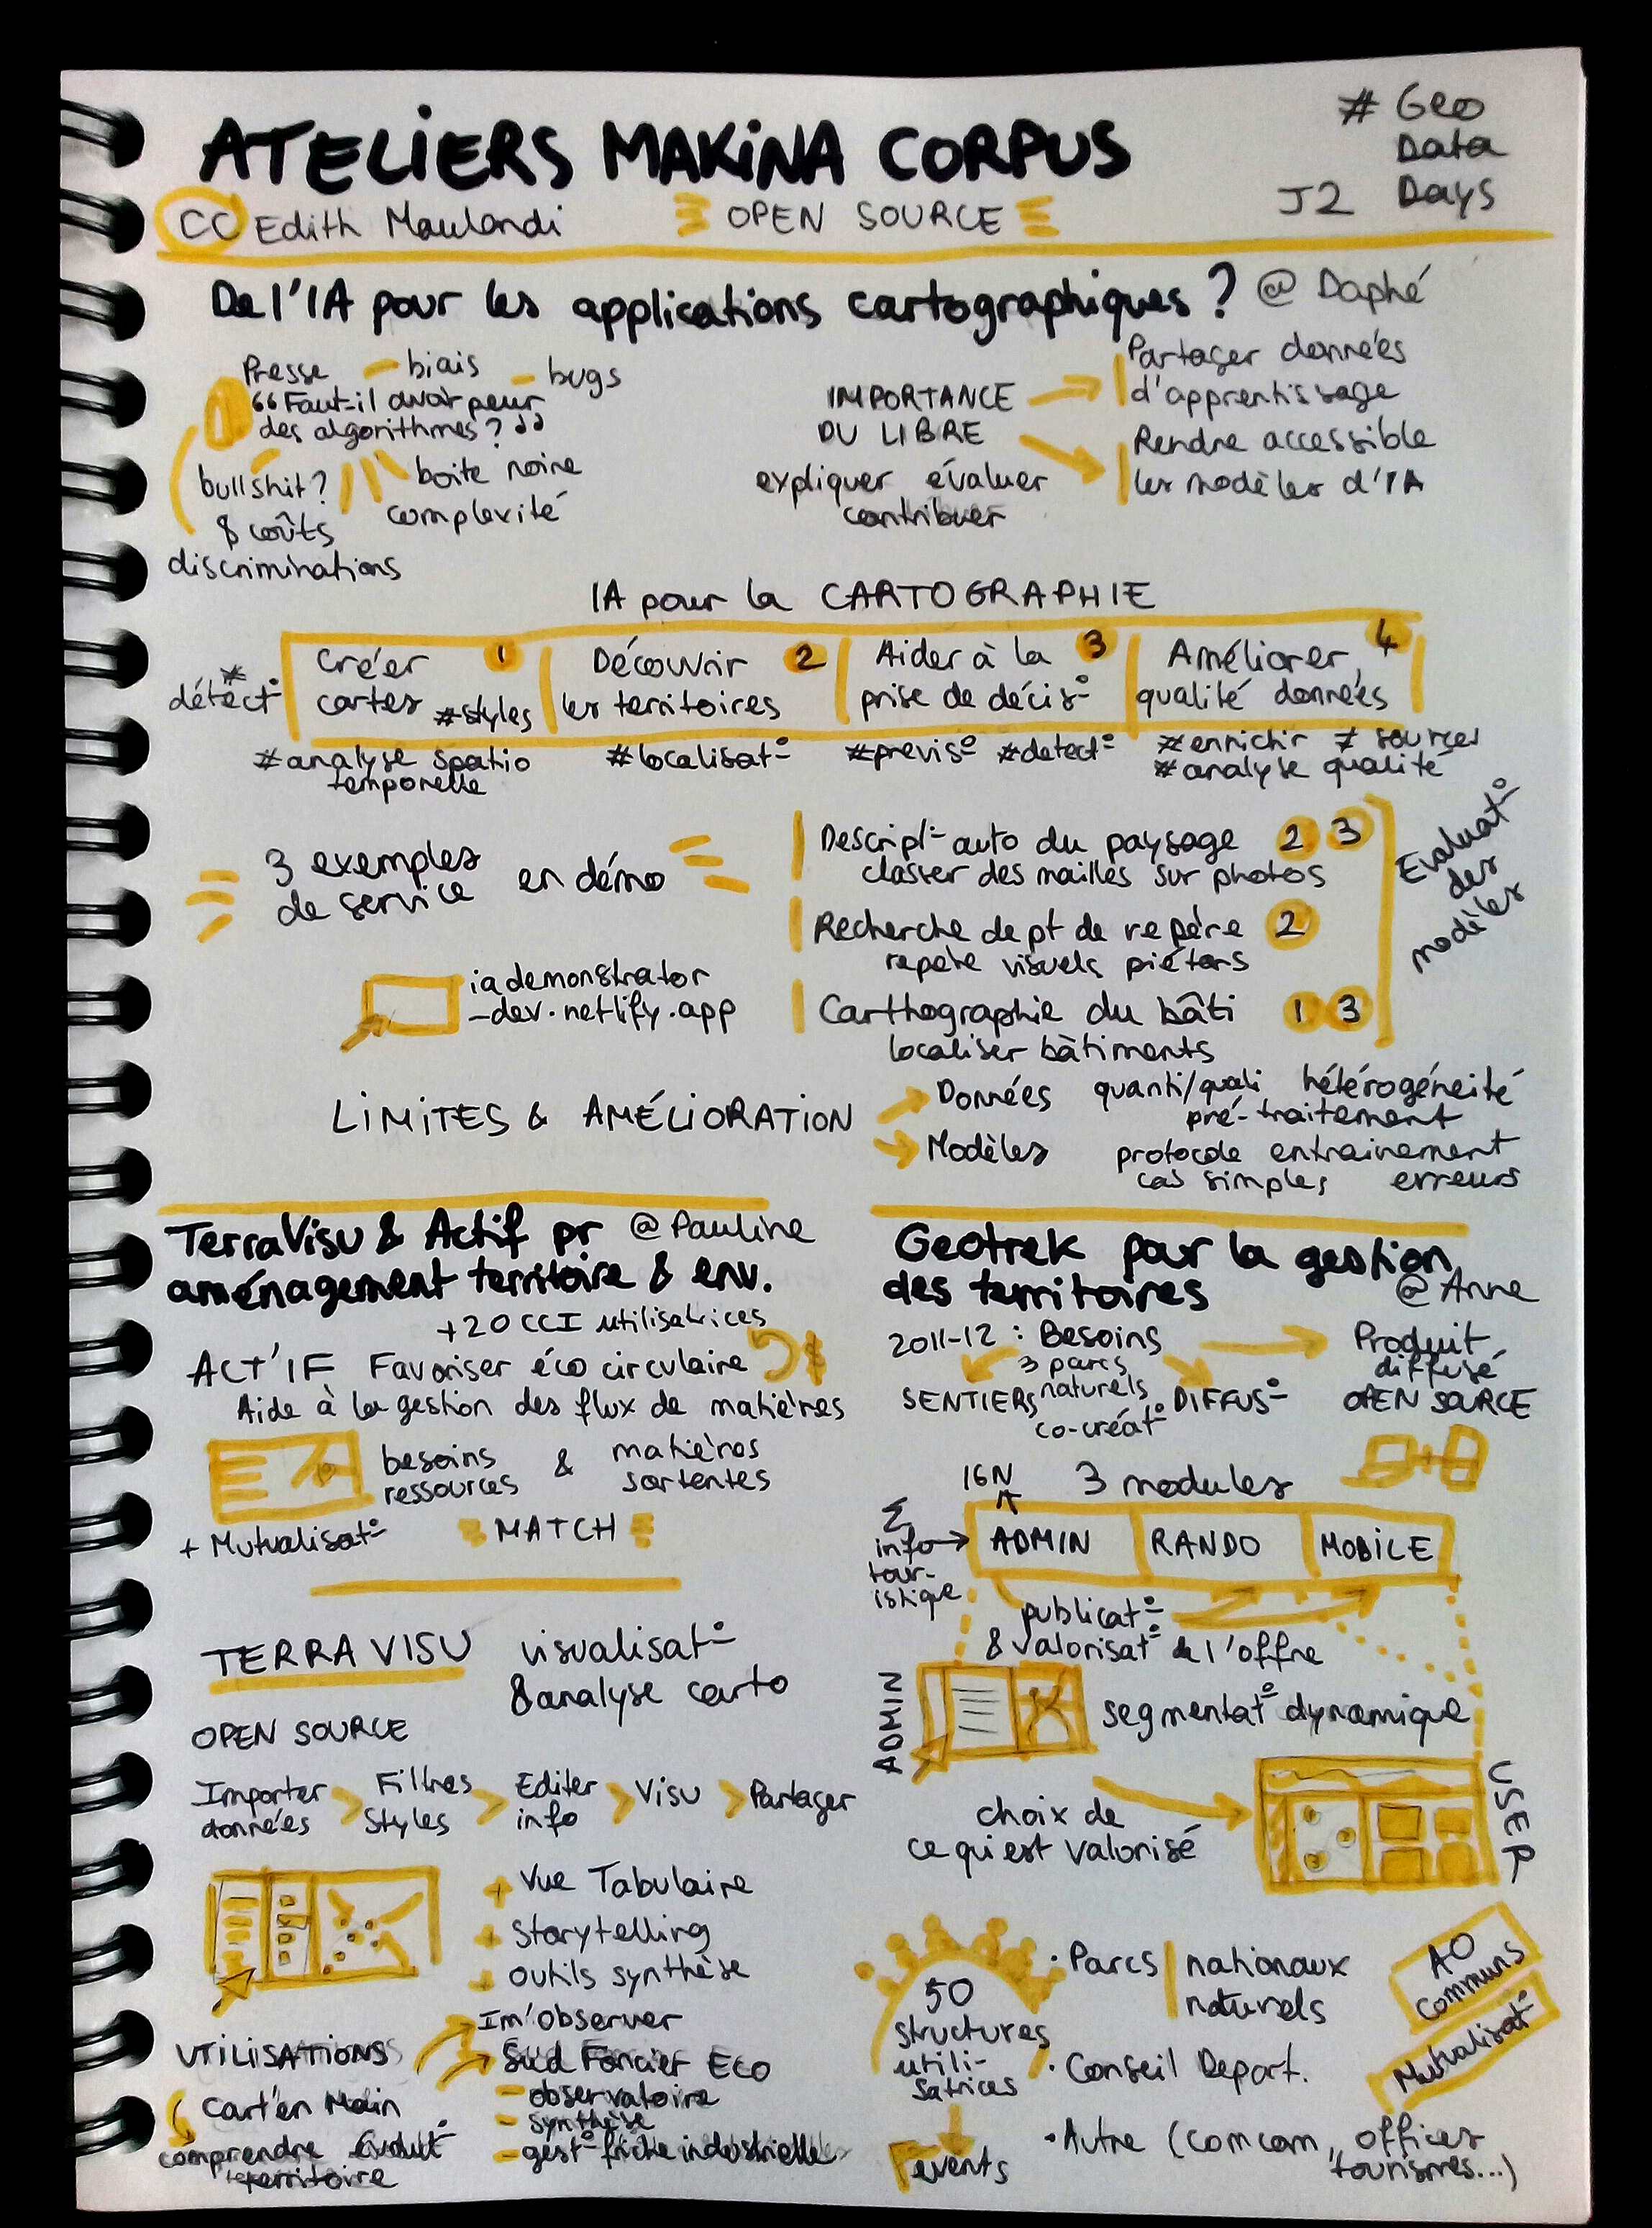 ATELIERS MAKINA CORPUS
# Geo
Data
J2 Days
CC Edith Maulandi
OPEN SOURCE
De l'IA pour les applications cartographiques ? @ Daphé
Presse - biais - bugs
"Faut-il avoir peur
des algorithmes ?"
bullshit ? boite noire
& coûts complexité
discriminations
IMPORTANCE
DU LIBRE
expliquer évaluer
contribuer
Partager données
d'apprentissage
Rendre accessible
les modèles d'IA
IA pour la CARTOGRAPHIE
#
détect°
Créer 1
cartes #styles
Découvrir 2
les territoires
Aider à la 3
prise de décis°
Améliorer 4
qualité données
#analyse spatio
temporelle
#localisat°
#previs° #detect°
#enrichir ≠ sources
#analyse qualité
3 exemples
de service en démo
iademonstrator
-dev.netlify.app
Descript° auto du paysage 2 3
classer des mailles sur photos
Recherche de pt de repère 2
repère visuels piétons
Carthographie du bâti 1 3
localiser bâtiments
Evaluat°
des
modèles
LIMITES & AMÉLIORATION
Données quanti/quali hétérogéneité
pré-traitement
Modèles protocole entrainement
cas simples erreurs
TerraVisu & Actif pr @Pauline
aménagement territoire & env.
+20 CCI utilisatrices
ACT'IF Favoriser éco circulaire
Aide à la gestion des flux de matières
besoins & matières
ressources sortentes
+ Mutualisat° MATCH
TERRA VISU visualisat°
& analyse carto
OPEN SOURCE
Importer
données
Filtres
Styles
Editer
info
Visu
Partager
+ Vue Tabulaire
+ Storytelling
+ outils synthèse
UTILISATIONS
Im'Observer
Sud Foncier Eco
- observatoire
- synthèse
- gest° friche industrielle
Cart'en Main
comprendre évolut°
territoire
Geotrek pour la gestion
des territoires @Anne
2011-12 : Besoins
3 parcs
naturels
co-créat°
SENTIERS
DIFFUS°
Produit
diffusé
OPEN SOURCE
16N 3 modules
Σ
info
tour-
istique
ADMIN RANDO MOBILE
publicat°
& valorisat° de l'offre
ADMIN
segmentat° dynamique
choix de
ce qui est valorisé
USER
50
structures
utili-
satrices
events
· Parcs nationaux
naturels
· Conseil Depart.
· Autre (comcom, offices
tourismes...)
AO
communs
Mutualisat°